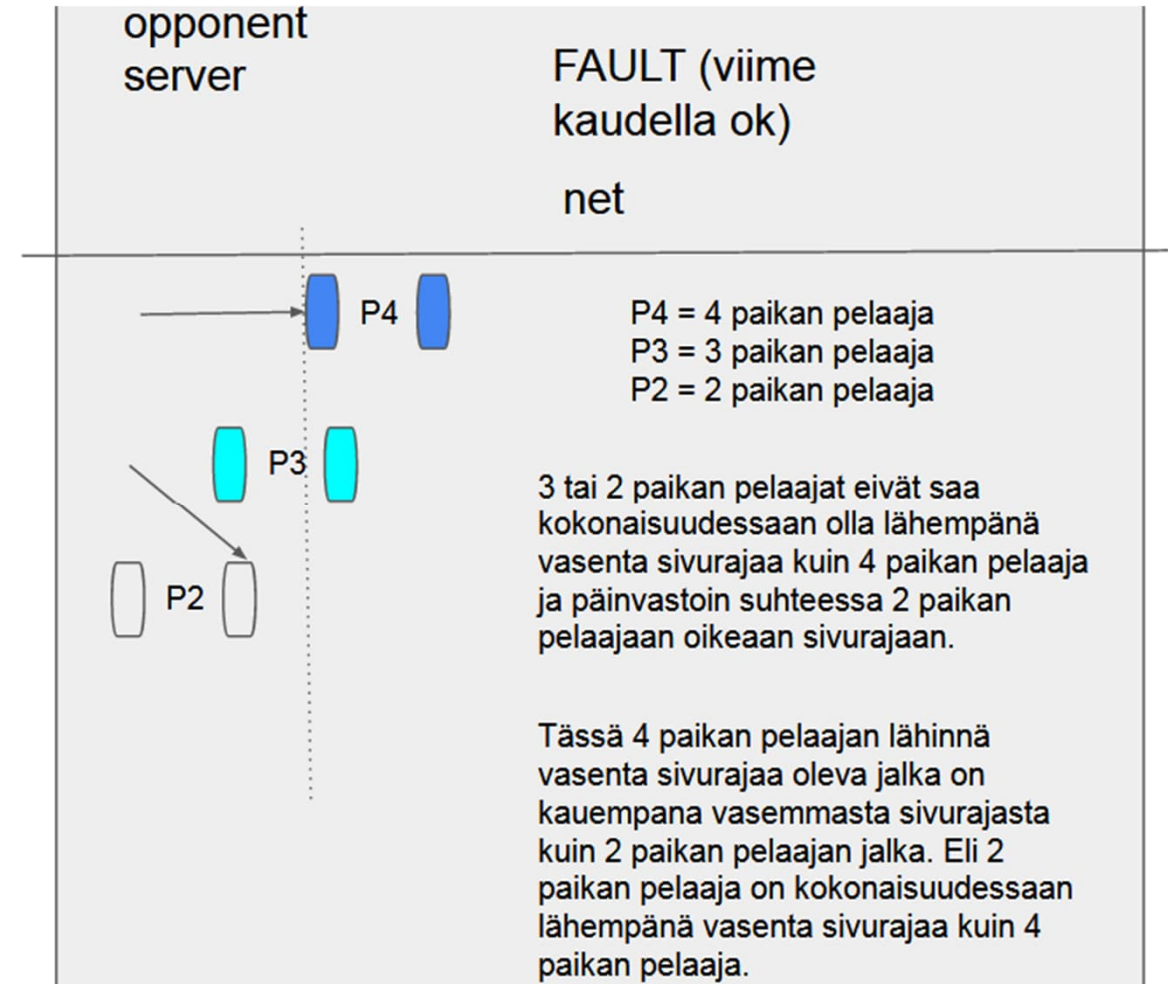 opponent
server
FAULT (viime
kaudella ok)
net
P4
P4 = 4 paikan pelaaja
P3 = 3 paikan pelaaja
P2 = 2 paikan pelaaja
P3
3 tai 2 paikan pelaajat eivät saa
kokonaisuudessaan olla lähempänä
vasenta sivurajaa kuin 4 paikan pelaaja
ja päinvastoin suhteessa 2 paikan
pelaajaan oikeaan sivurajaan.
P2
Tässä 4 paikan pelaajan lähinnä
vasenta sivurajaa oleva jalka on
kauempana vasemmasta sivurajasta
kuin 2 paikan pelaajan jalka. Eli 2
paikan pelaaja on kokonaisuudessaan
lähempänä vasenta sivurajaa kuin 4
paikan pelaaja.